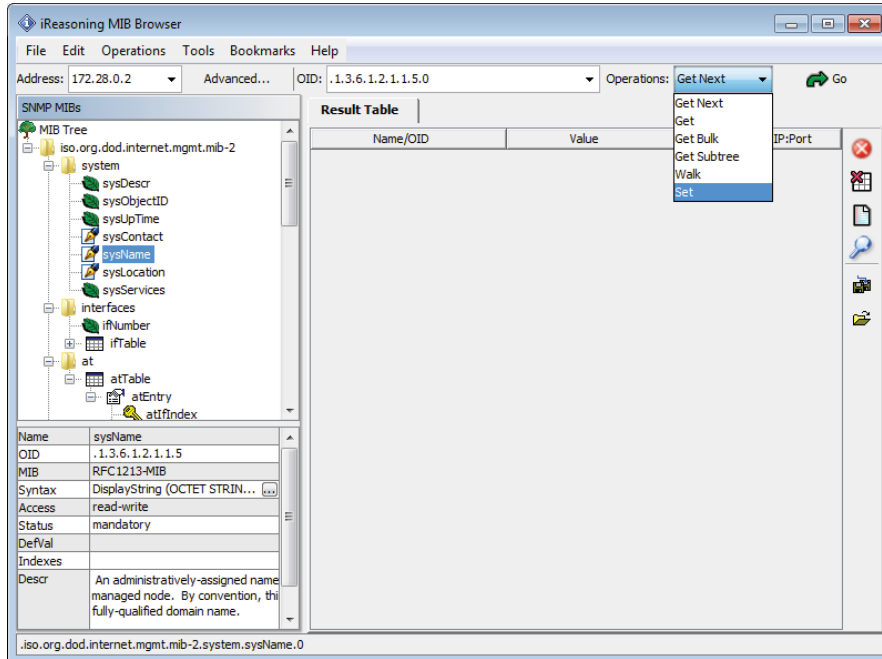 iReasoning MIB Browser
File Edit Operations Tools Bookmarks Help
Address: 172.28.0.2 Advanced... OID: .1.3.6.1.2.1.1.5.0 Operations: Get Next Go
Get Next
Get
Get Bulk
Get Subtree
Walk
Set
SNMP MIBs
MIB Tree
iso.org.dod.internet.mgmt.mib-2
system
sysDescr
sysObjectID
sysUpTime
sysContact
sysName
sysLocation
sysServices
interfaces
ifNumber
ifTable
at
atTable
atEntry
atIfIndex
Result Table
Name/OID Value IP:Port
Name sysName
OID .1.3.6.1.2.1.1.5
MIB RFC1213-MIB
Syntax DisplayString (OCTET STRIN... ...
Access read-write
Status mandatory
DefVal
Indexes
Descr An administratively-assigned name
managed node. By convention, thi
fully-qualified domain name.
.iso.org.dod.internet.mgmt.mib-2.system.sysName.0